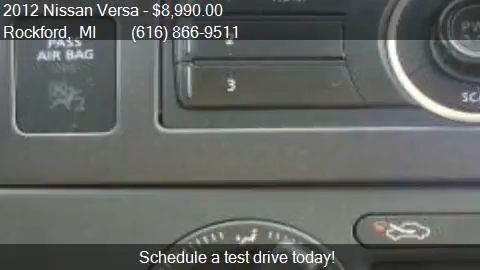 2012 Nissan Versa - $8,990.00
Rockford, MI (616) 866-9511
PASS
AIR BAG
2
3
Schedule a test drive today!